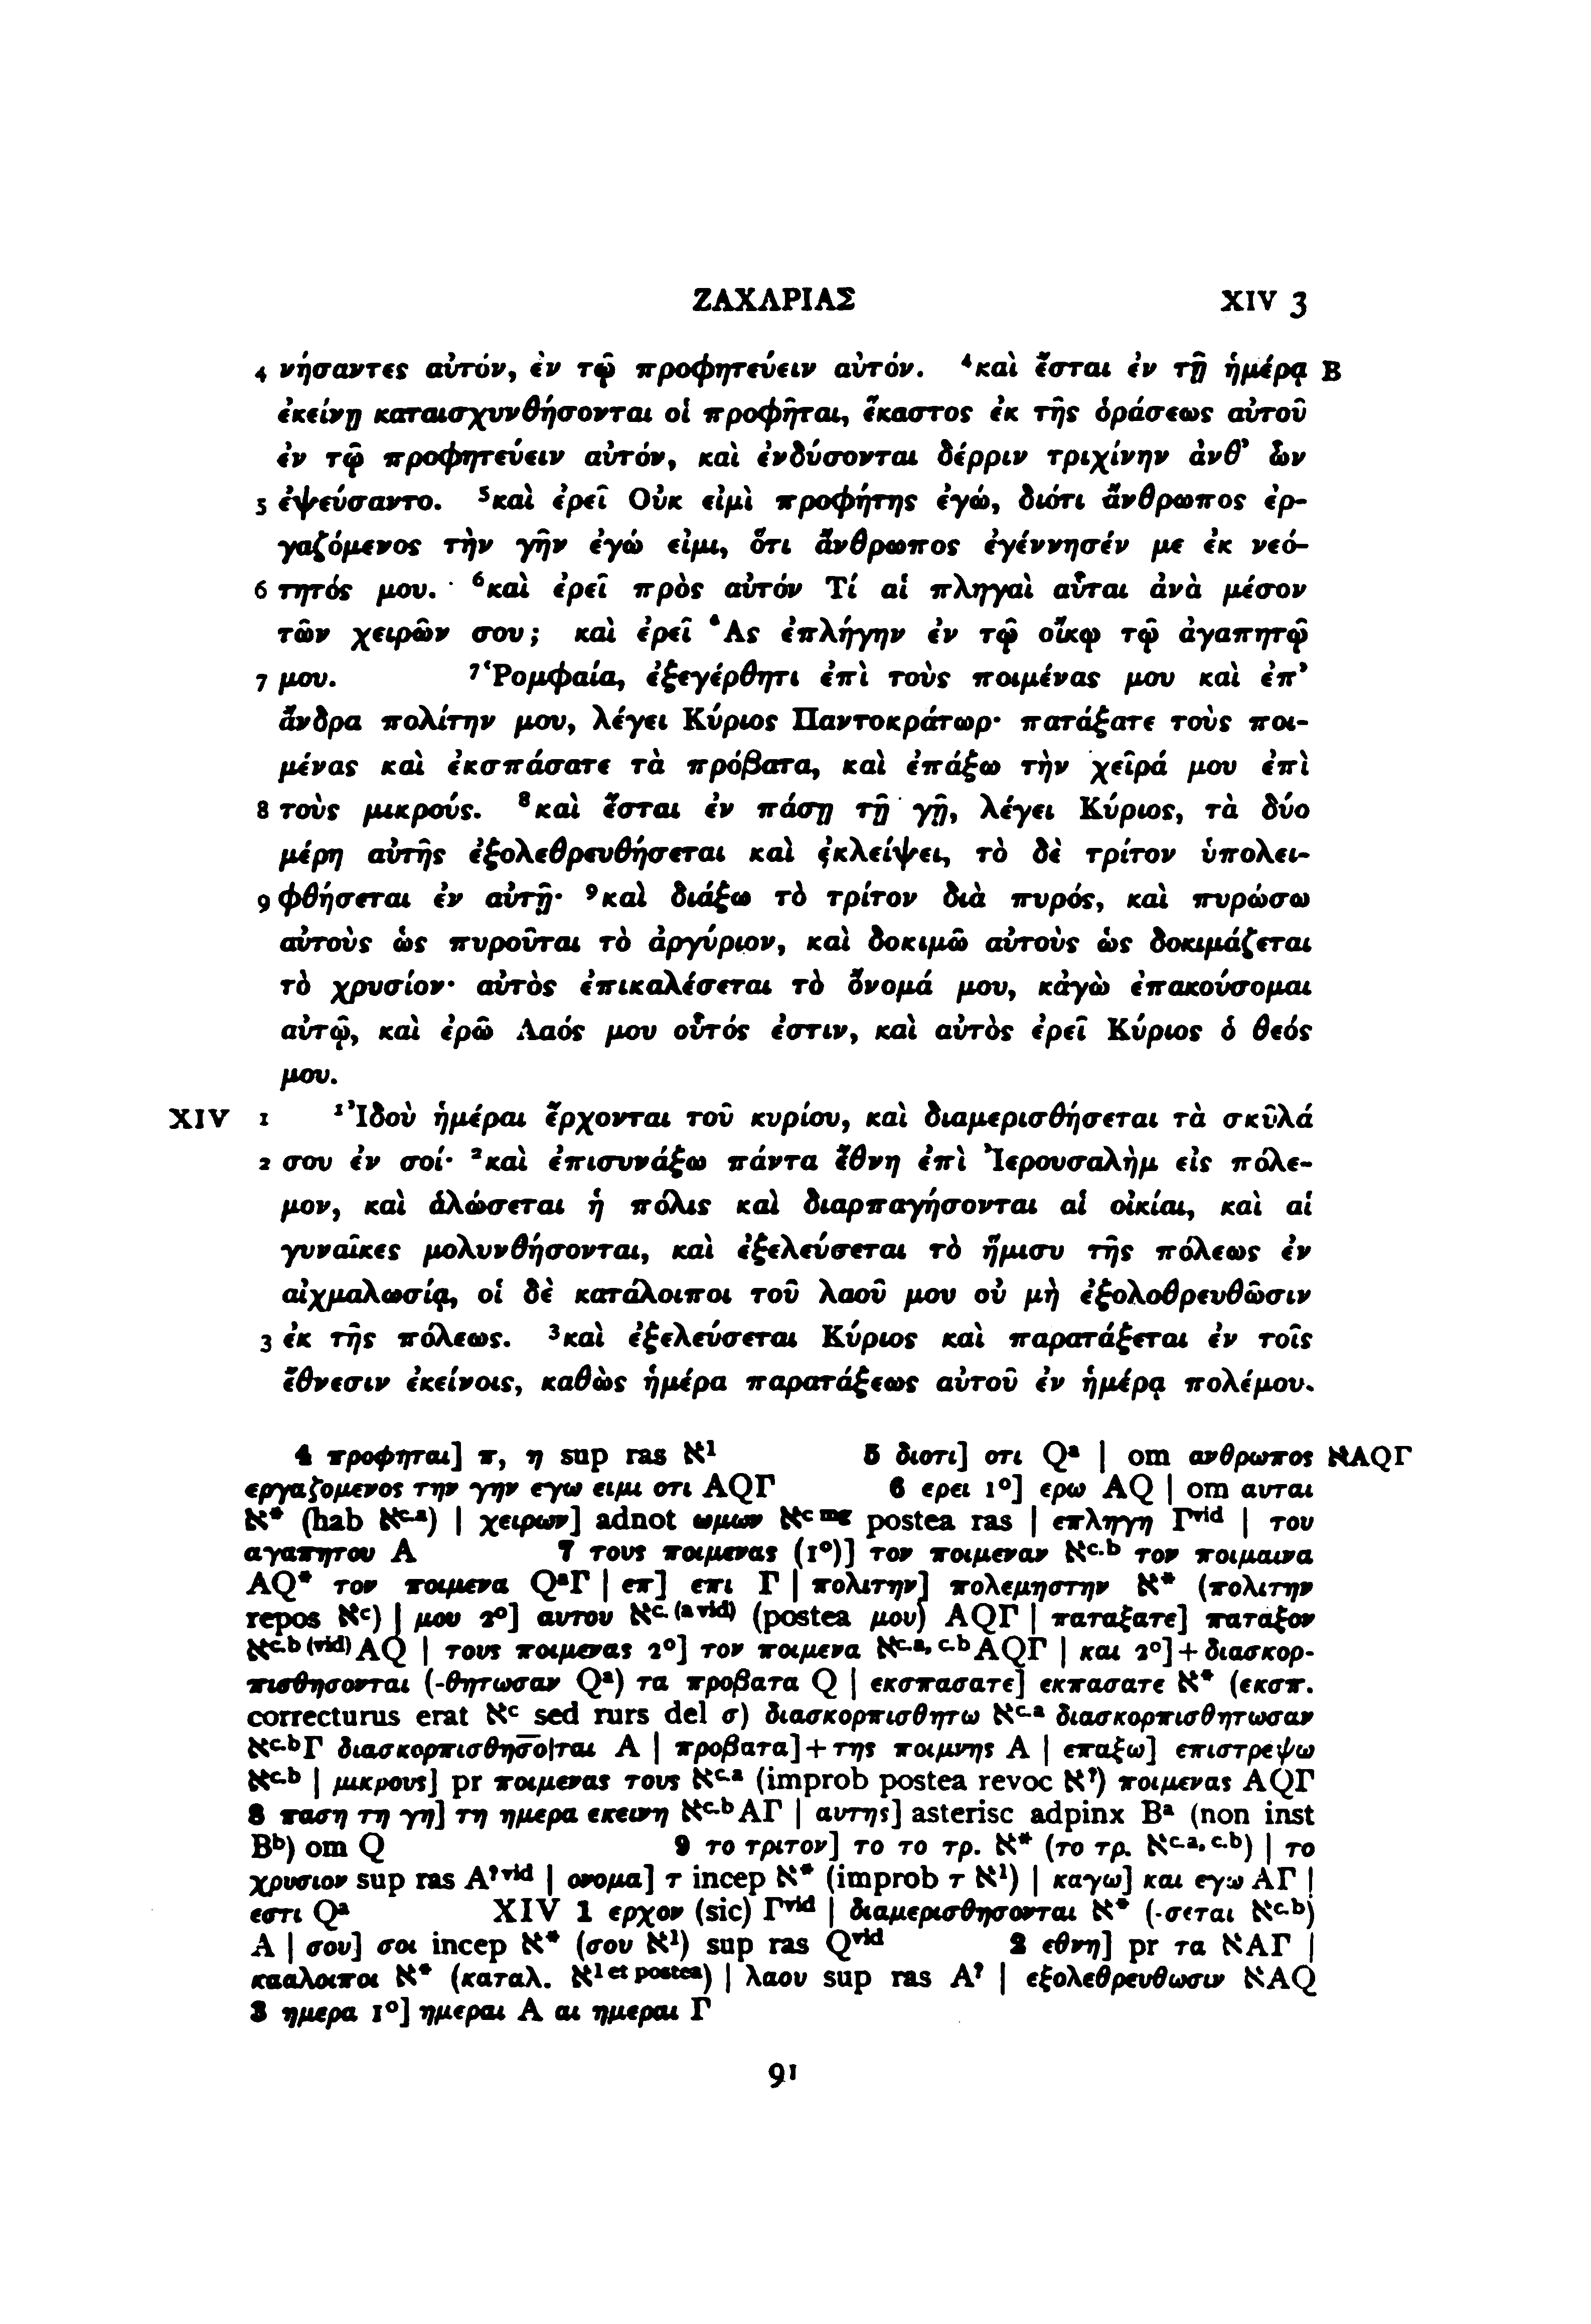 ΖΑΧΑΡΙΑΣ XIV 3
4 νήσαντες αὐτόν, ἐν τῷ προφητεύειν αὐτόν. ⁴καὶ ἔσται ἐν τῇ ἡμέρᾳ B
ἐκείνῃ καταισχυνθήσονται οἱ προφῆται, ἕκαστος ἐκ τῆς ὁράσεως αὐτοῦ
ἐν τῷ προφητεύειν αὐτόν, καὶ ἐνδύσονται δέρριν τριχίνην ἀνθ’ ὧν
5 ἐψεύσαντο. ⁵καὶ ἐρεῖ Οὐκ εἰμὶ προφήτης ἐγώ, διότι ἄνθρωπος ἐρ-
γαζόμενος τὴν γῆν ἐγώ εἰμι, ὅτι ἄνθρωπος ἐγέννησέν με ἐκ νεό-
6 τητός μου. ⁶καὶ ἐρεῖ πρὸς αὐτόν Τί αἱ πληγαὶ αὗται ἀνὰ μέσον
τῶν χειρῶν σου; καὶ ἐρεῖ Ἃς ἐπλήγην ἐν τῷ οἴκῳ τῷ ἀγαπητῷ
7 μου. ⁷Ῥομφαία, ἐξεγέρθητι ἐπὶ τοὺς ποιμένας μου καὶ ἐπ’
ἄνδρα πολίτην μου, λέγει Κύριος Παντοκράτωρ· πατάξατε τοὺς ποι-
μένας καὶ ἐκσπάσατε τὰ πρόβατα, καὶ ἐπάξω τὴν χεῖρά μου ἐπὶ
8 τοὺς μικρούς. ⁸καὶ ἔσται ἐν πάσῃ τῇ γῇ, λέγει Κύριος, τὰ δύο
μέρη αὐτῆς ἐξολεθρευθήσεται καὶ ἐκλείψει, τὸ δὲ τρίτον ὑπολει-
9 φθήσεται ἐν αὐτῇ· ⁹καὶ διάξω τὸ τρίτον διὰ πυρός, καὶ πυρώσω
αὐτοὺς ὡς πυροῦται τὸ ἀργύριον, καὶ δοκιμῶ αὐτοὺς ὡς δοκιμάζεται
τὸ χρυσίον· αὐτὸς ἐπικαλέσεται τὸ ὄνομά μου, κἀγὼ ἐπακούσομαι
αὐτῷ, καὶ ἐρῶ Λαός μου οὗτός ἐστιν, καὶ αὐτὸς ἐρεῖ Κύριος ὁ θεός
μου.
XIV 1 ¹Ἰδοὺ ἡμέραι ἔρχονται τοῦ κυρίου, καὶ διαμερισθήσεται τὰ σκῦλά
2 σου ἐν σοί· ²καὶ ἐπισυνάξω πάντα ἔθνη ἐπὶ Ἰερουσαλὴμ εἰς πόλε-
μον, καὶ ἁλώσεται ἡ πόλις καὶ διαρπαγήσονται αἱ οἰκίαι, καὶ αἱ
γυναῖκες μολυνθήσονται, καὶ ἐξελεύσεται τὸ ἥμισυ τῆς πόλεως ἐν
αἰχμαλωσίᾳ, οἱ δὲ κατάλοιποι τοῦ λαοῦ μου οὐ μὴ ἐξολοθρευθῶσιν
3 ἐκ τῆς πόλεως. ³καὶ ἐξελεύσεται Κύριος καὶ παρατάξεται ἐν τοῖς
ἔθνεσιν ἐκείνοις, καθὼς ἡμέρα παρατάξεως αὐτοῦ ἐν ἡμέρᾳ πολέμου.
4 προφηται] π, η sup ras ℵ¹ 5 διοτι] οτι Qᵃ | om ανθρωπος ℵAQΓ
εργαζομενος την γην εγω ειμι οτι AQΓ 6 ερει 1°] ερω AQ | om αυται
ℵ* (hab ℵᶜ·ᵃ) | χειρων] adnot ωμων ℵᶜ ᵐᵍ postea ras | επληγη Γᵛⁱᵈ | του
αγαπητου A 7 τους ποιμενας (1°)] τον ποιμεναν ℵᶜ·ᵇ τον ποιμαινα
AQ* τον ποιμενα QᵃΓ | επ] επι Γ | πολιτην] πολεμηστην ℵ* (πολιτην
repos ℵᶜ) | μου 2°] αυτου ℵᶜ·⁽ᵃ ᵛⁱᵈ⁾ (postea μου) AQΓ | παταξατε] παταξον
ℵᶜ·ᵇ ⁽ᵛⁱᵈ⁾ AQ | τους ποιμενας 2°] τον ποιμενα ℵᶜ·ᵃ, ᶜ·ᵇ AQΓ | και 2°] + διασκορ-
πισθησονται (-θητωσαν Qᵃ) τα προβατα Q | εκσπασατε] εκπασατε ℵ* (εκσπ.
correcturus erat ℵᶜ sed rurs del σ) διασκορπισθητω ℵᶜ·ᵃ διασκορπισθητωσαν
ℵᶜ·ᵇΓ διασκορπισθησο̅|ται A | προβατα] + της ποιμνης A | επαξω] επιστρεψω
ℵᶜ·ᵇ | μικρους] pr ποιμενας τους ℵᶜ·ᵃ (improb postea revoc ℵ?) ποιμενας AQΓ
8 παση τη γη] τη ημερα εκεινη ℵᶜ·ᵇ AΓ | αυτης] asterisc adpinx Bᵃ (non inst
Bᵇ) om Q 9 το τριτον] το το τρ. ℵ* (το τρ. ℵᶜ·ᵃ, ᶜ·ᵇ) | το
χρυσιον sup ras A?ᵛⁱᵈ | ονομα] τ incep ℵ* (improb τ ℵ¹) | καγω] και εγω AΓ |
εστι Qᵃ XIV 1 ερχον (sic) Γᵛⁱᵈ | διαμερισθησονται ℵ* (-σεται ℵᶜ·ᵇ)
A | σου] σοι incep ℵ* (σου ℵ¹) sup ras Qᵛⁱᵈ 2 εθνη] pr τα ℵAΓ |
κααλοιποι ℵ* (καταλ. ℵ¹ ᵉᵗ ᵖᵒˢᵗᵉᵃ) | λαου sup ras A? | εξολεθρευθωσιν ℵAQ
3 ημερα 1°] ημεραι A αι ημεραι Γ
91